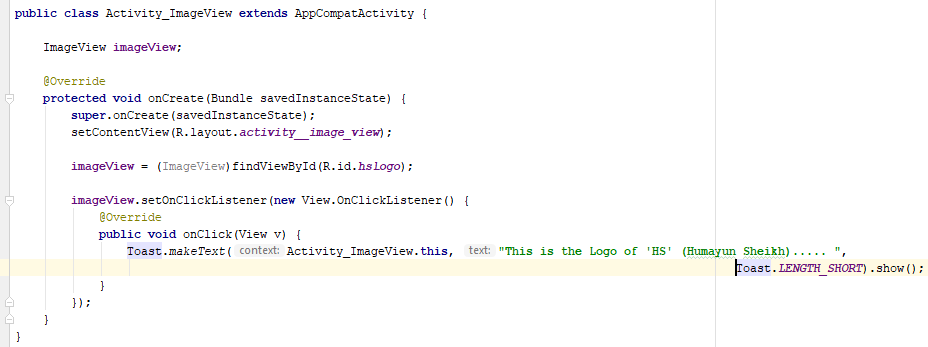 public class Activity_ImageView extends AppCompatActivity {
ImageView imageView;
@Override
protected void onCreate(Bundle savedInstanceState) {
super.onCreate(savedInstanceState);
setContentView(R.layout.activity__image_view);
imageView = (ImageView)findViewById(R.id.hslogo);
imageView.setOnClickListener(new View.OnClickListener() {
@Override
public void onClick(View v) {
Toast.makeText( context: Activity_ImageView.this, text: "This is the Logo of 'HS' (Humayun Sheikh)..... ",
Toast.LENGTH_SHORT).show();
}
});
}
}